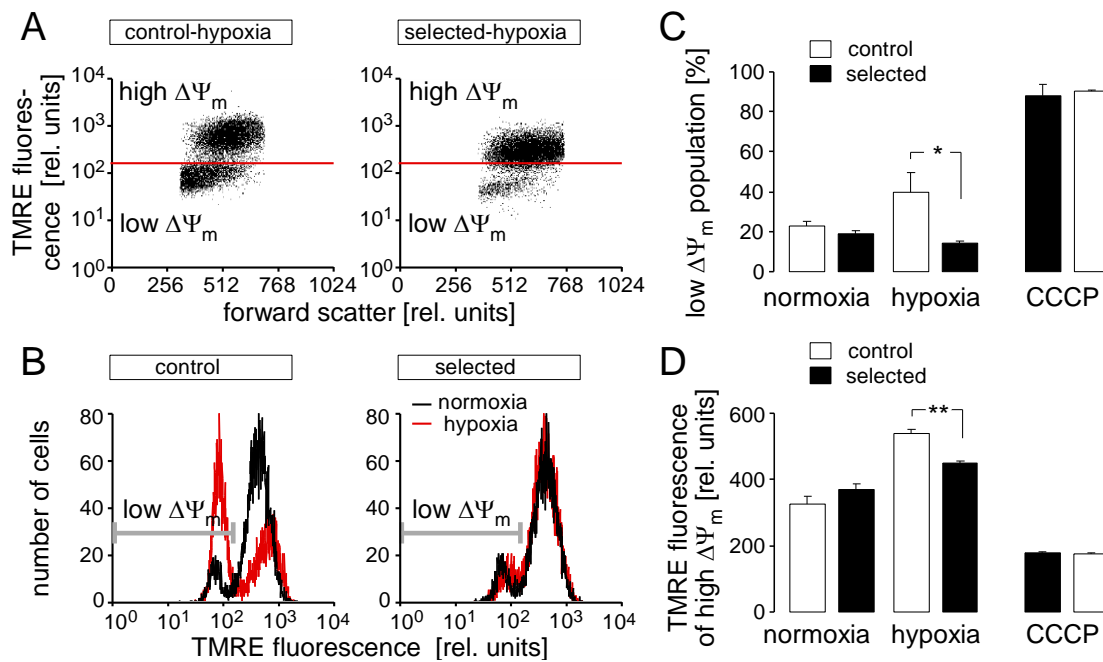 A
control-hypoxia
selected-hypoxia
TMRE fluores-
cence [rel. units]
10^4
10^3
10^2
10^1
10^0
high ΔΨm
low ΔΨm
0 256 512 768 1024
high ΔΨm
low ΔΨm
10^4
10^3
10^2
10^1
10^0
0 256 512 768 1024
forward scatter [rel. units]
B
control
selected
number of cells
80
60
40
20
0
low ΔΨm
10^0 10^1 10^2 10^3 10^4
normoxia
hypoxia
80
60
40
20
0
low ΔΨm
10^0 10^1 10^2 10^3 10^4
TMRE fluorescence [rel. units]
C
control
selected
low ΔΨm population [%]
100
80
60
40
20
0
*
normoxia hypoxia CCCP
D
control
selected
TMRE fluorescence
of high ΔΨm [rel. units]
600
400
200
0
**
normoxia hypoxia CCCP